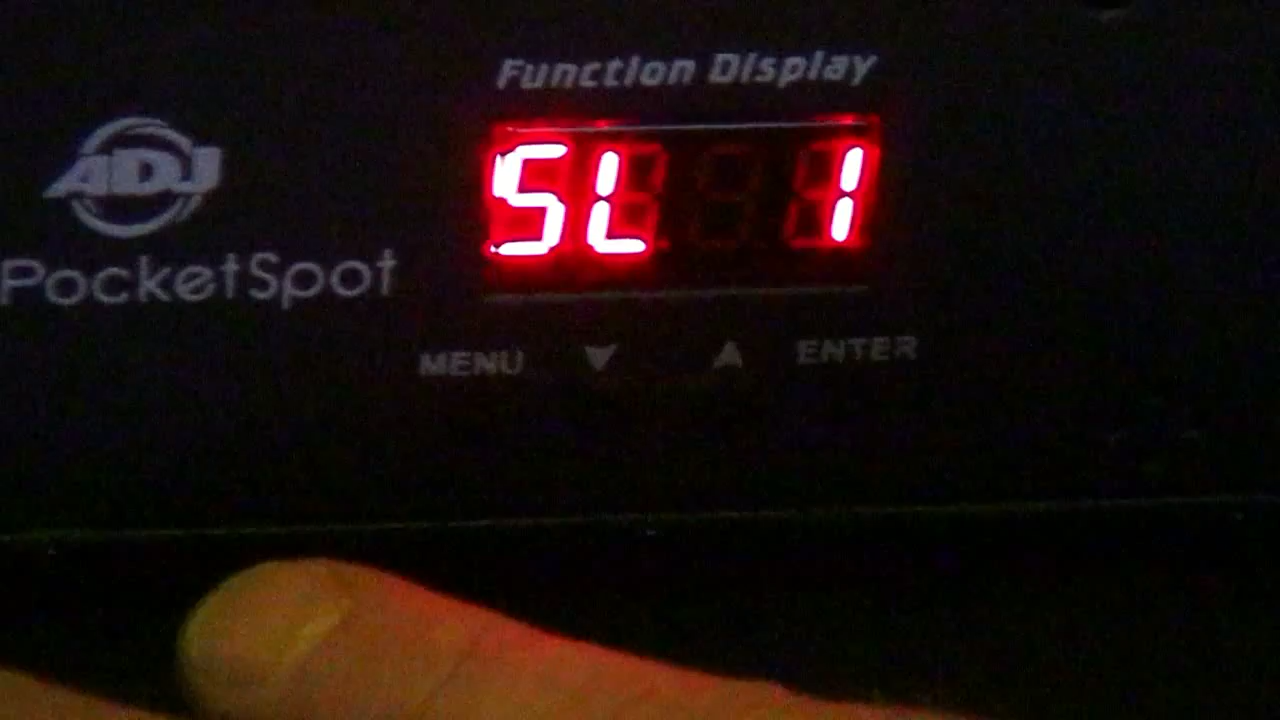 Function Display
SL 1
ADJ
PocketSpot
MENU ▼ ▲ ENTER